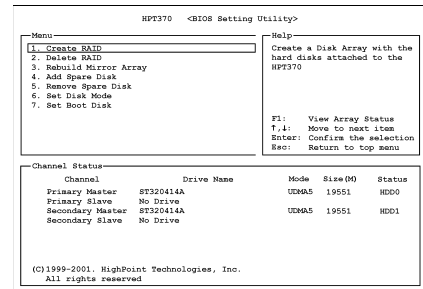 HPT370 <BIOS Setting Utility>
Menu
1. Create RAID
2. Delete RAID
3. Rebuild Mirror Array
4. Add Spare Disk
5. Remove Spare Disk
6. Set Disk Mode
7. Set Boot Disk
Help
Create a Disk Array with the
hard disks attached to the
HPT370
F1: View Array Status
↑,↓: Move to next item
Enter: Confirm the selection
Esc: Return to top menu
Channel Status
Channel Drive Name Mode Size(M) Status
Primary Master ST320414A UDMA5 19551 HDD0
Primary Slave No Drive
Secondary Master ST320414A UDMA5 19551 HDD1
Secondary Slave No Drive
(C)1999-2001. HighPoint Technologies, Inc.
All rights reserved